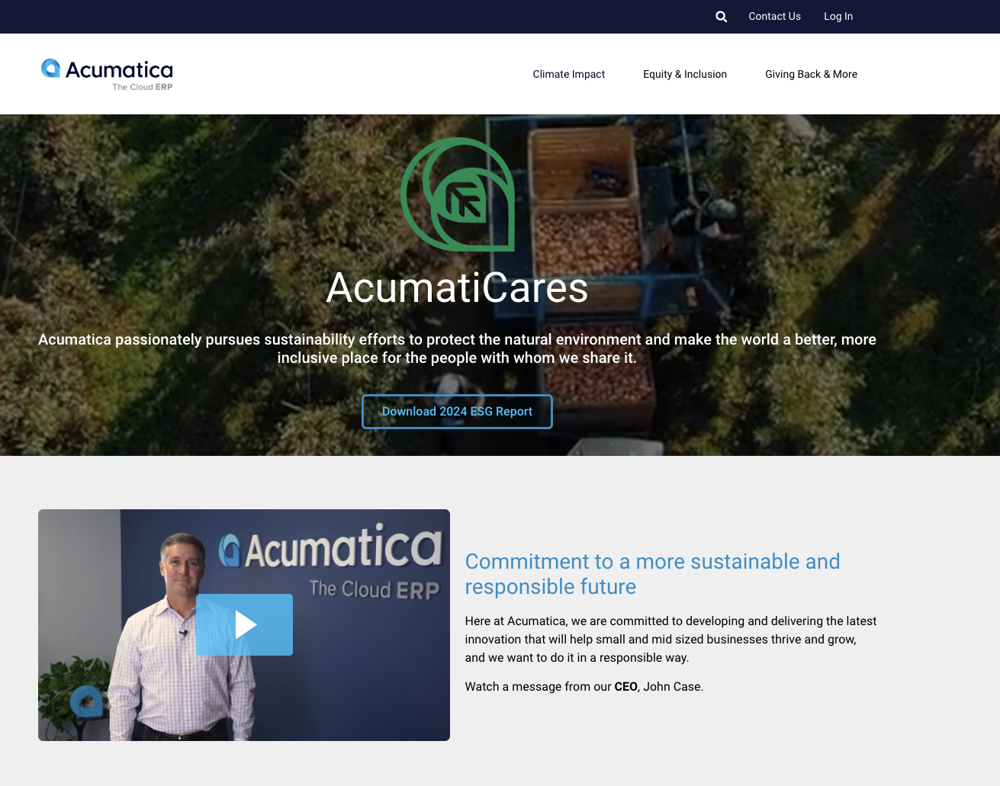 Contact Us
Log In
Acumatica
The Cloud ERP
Climate Impact
Equity & Inclusion
Giving Back & More
AcumatiCares
Acumatica passionately pursues sustainability efforts to protect the natural environment and make the world a better, more
inclusive place for the people with whom we share it.
Download 2024 ESG Report
Acumatica
The Cloud ERP
Commitment to a more sustainable and
responsible future
Here at Acumatica, we are committed to developing and delivering the latest
innovation that will help small and mid sized businesses thrive and grow,
and we want to do it in a responsible way.
Watch a message from our CEO, John Case.